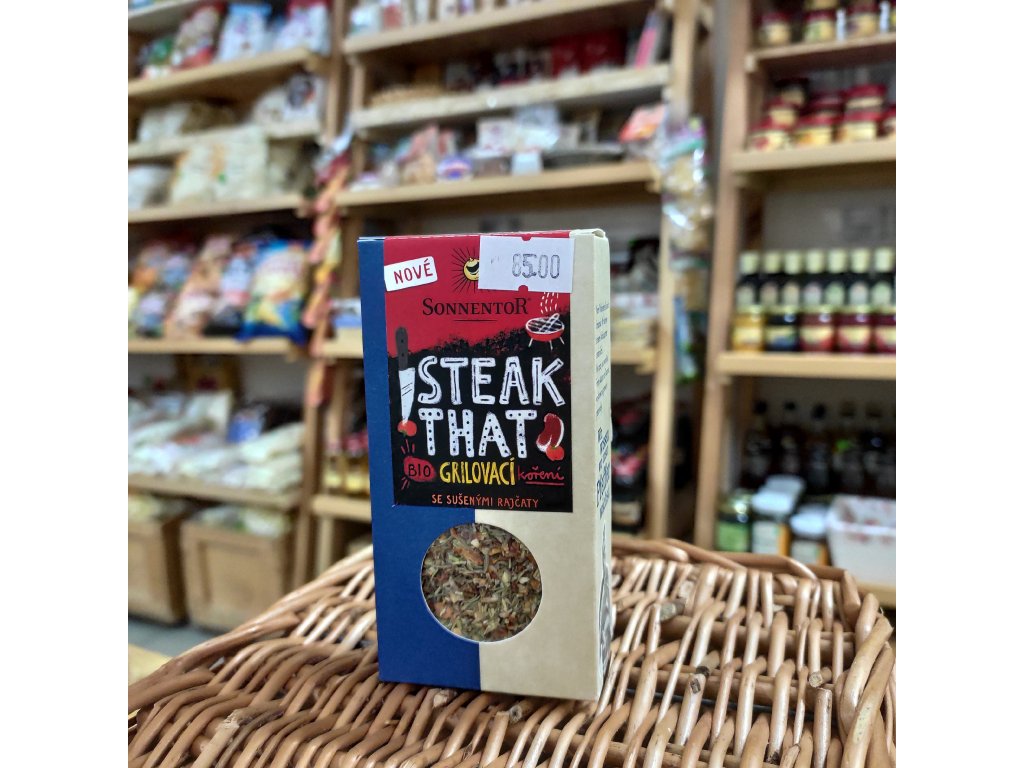 NOVÉ
85.00
SONNENTOR®
STEAK
THAT
BIO GRILOVACÍ koření
SE SUŠENÝMI RAJČATY